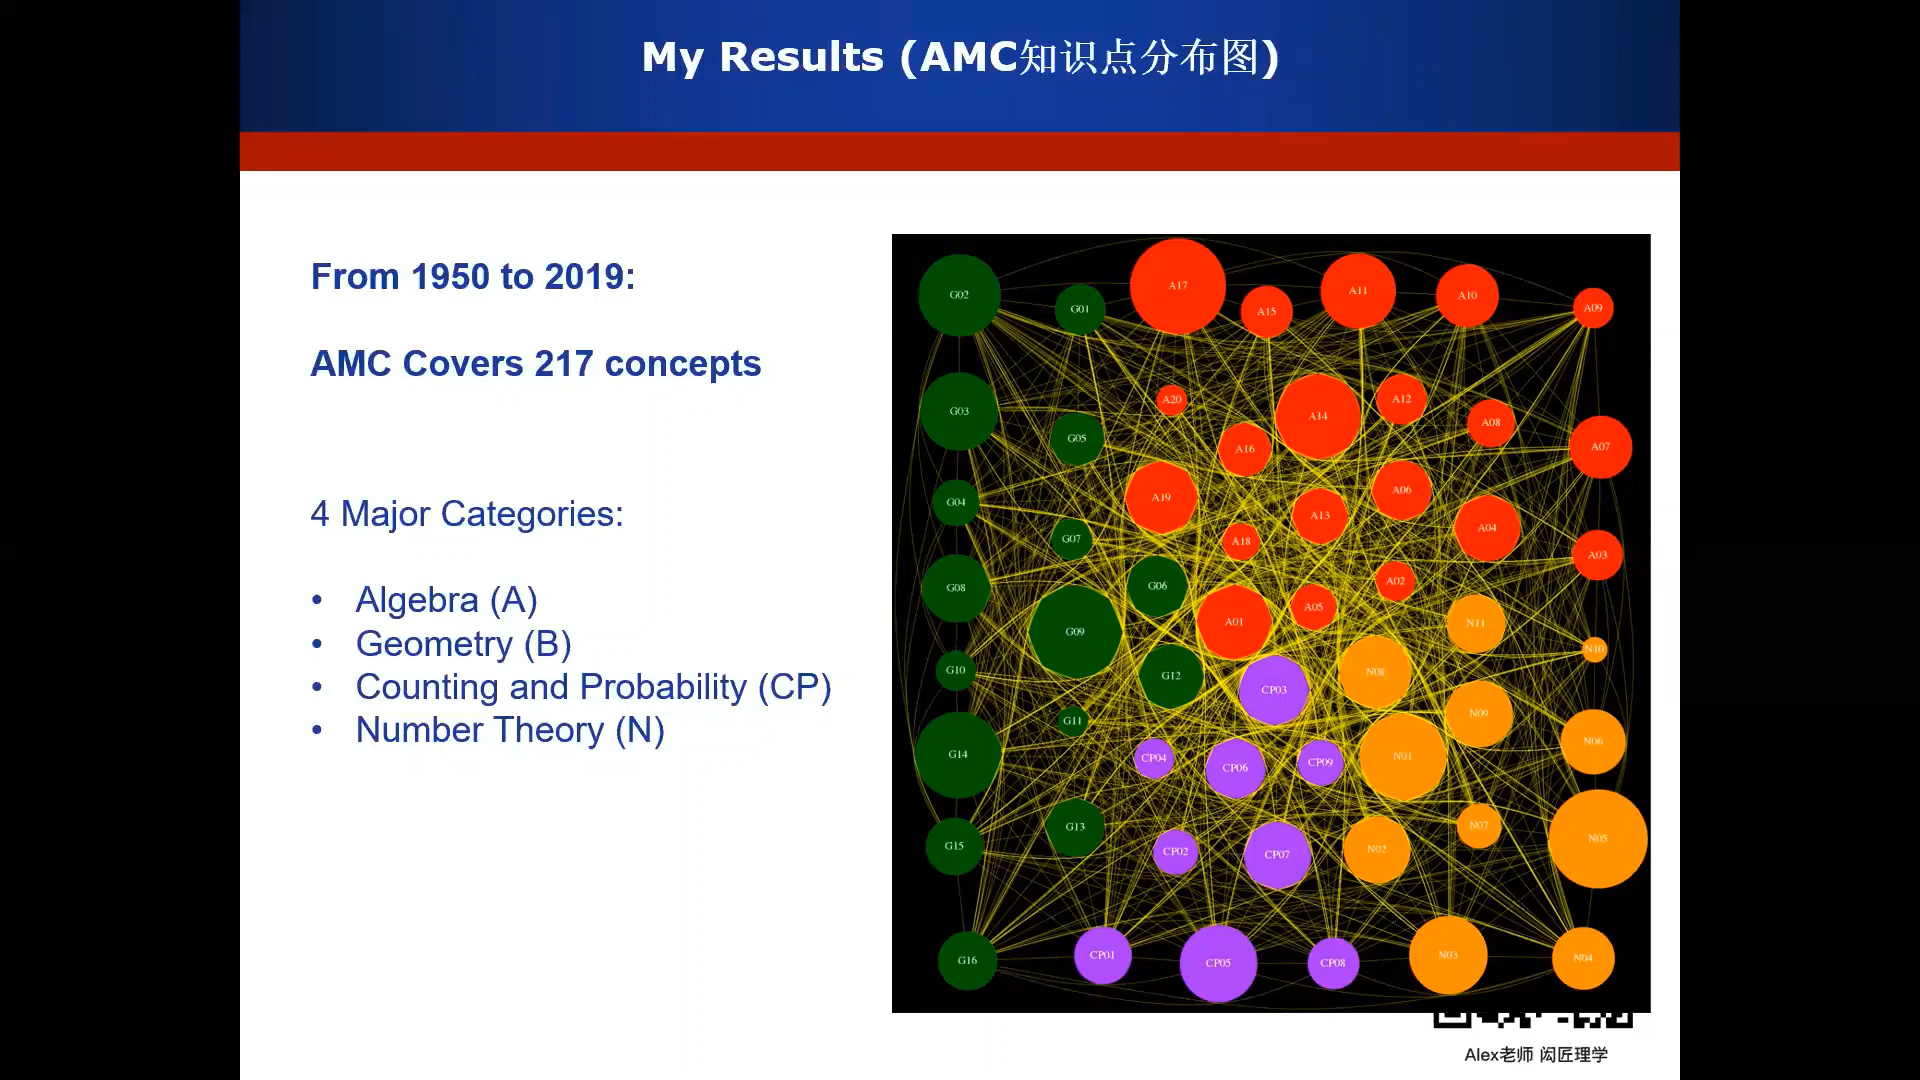 My Results (AMC知识点分布图)
From 1950 to 2019:
AMC Covers 217 concepts
4 Major Categories:
• Algebra (A)
• Geometry (B)
• Counting and Probability (CP)
• Number Theory (N)
G02 G01 A17 A15 A11 A10 A09
G03 G05 A20 A16 A14 A12 A08 A07
G04 G07 A19 A18 A13 A06 A04 A03
G08 G06 A01 A05 A02 N11
G09 G12 CP03 N08 N10
G10 G11 N09
G14 CP04 CP06 CP09 N01 N06
G15 G13 CP02 CP07 N02 N07 N05
G16 CP01 CP05 CP08 N03 N04
Alex老师 闳匠理学